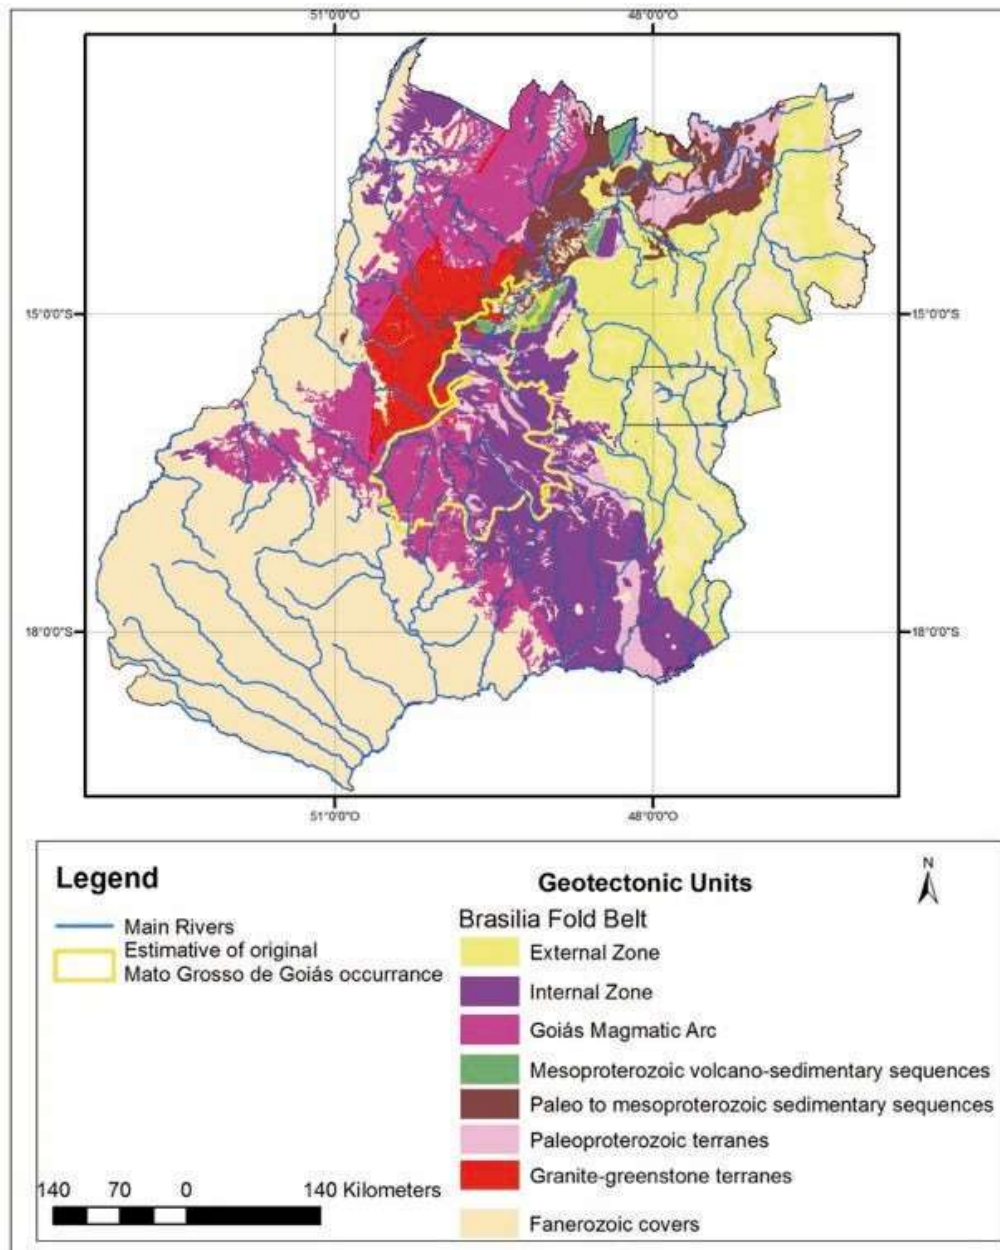 51°0'0"O 48°0'0"O
15°0'0"S 15°0'0"S
18°0'0"S 18°0'0"S
51°0'0"O 48°0'0"O
Legend
Main Rivers
Estimative of original
Mato Grosso de Goiás occurrance
Geotectonic Units
N
Brasilia Fold Belt
External Zone
Internal Zone
Goiás Magmatic Arc
Mesoproterozoic volcano-sedimentary sequences
Paleo to mesoproterozoic sedimentary sequences
Paleoproterozoic terranes
Granite-greenstone terranes
Fanerozoic covers
140 70 0 140 Kilometers